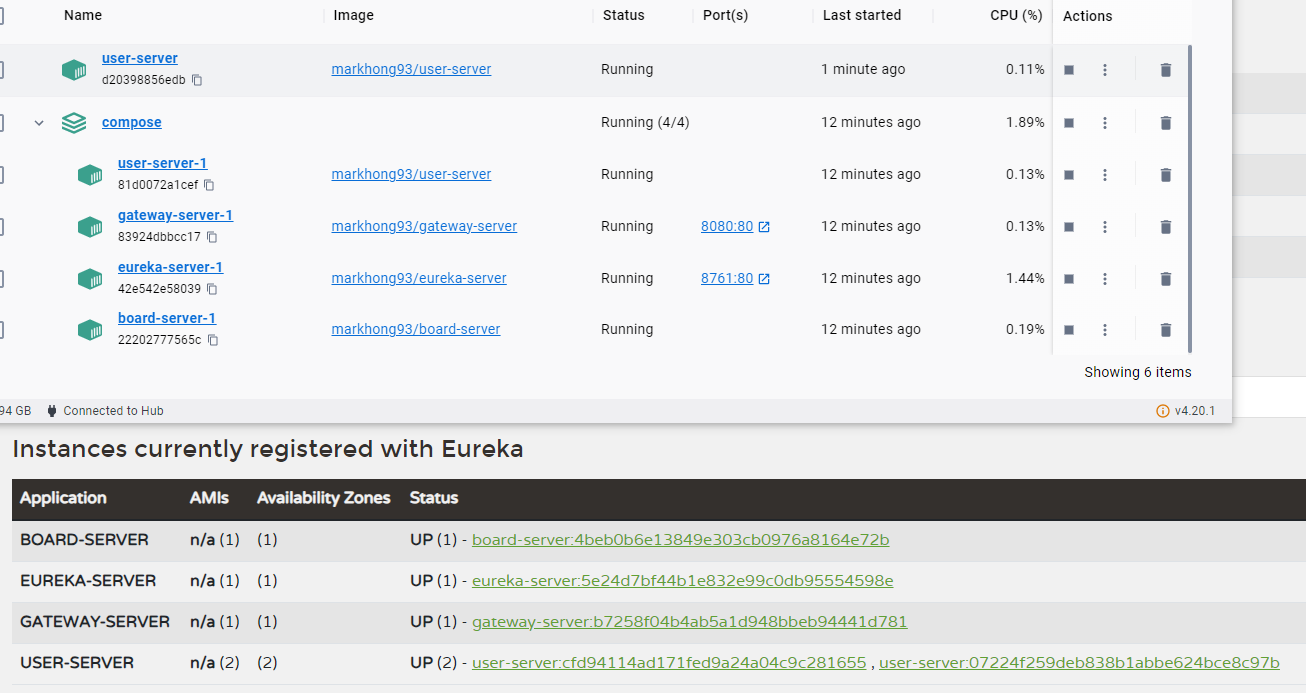 Name Image Status Port(s) Last started CPU (%) Actions
user-server markhong93/user-server Running 1 minute ago 0.11%
d20398856edb
compose Running (4/4) 12 minutes ago 1.89%
user-server-1 markhong93/user-server Running 12 minutes ago 0.13%
81d0072a1cef
gateway-server-1 markhong93/gateway-server Running 8080:80 12 minutes ago 0.13%
83924dbbcc17
eureka-server-1 markhong93/eureka-server Running 8761:80 12 minutes ago 1.44%
42e542e58039
board-server-1 markhong93/board-server Running 12 minutes ago 0.19%
22202777565c
Showing 6 items
94 GB Connected to Hub v4.20.1
Instances currently registered with Eureka
Application AMIs Availability Zones Status
BOARD-SERVER n/a (1) (1) UP (1) - board-server:4beb0b6e13849e303cb0976a8164e72b
EUREKA-SERVER n/a (1) (1) UP (1) - eureka-server:5e24d7bf44b1e832e99c0db95554598e
GATEWAY-SERVER n/a (1) (1) UP (1) - gateway-server:b7258f04b4ab5a1d948bbeb94441d781
USER-SERVER n/a (2) (2) UP (2) - user-server:cfd94114ad171fed9a24a04c9c281655 , user-server:07224f259deb838b1abbe624bce8c97b